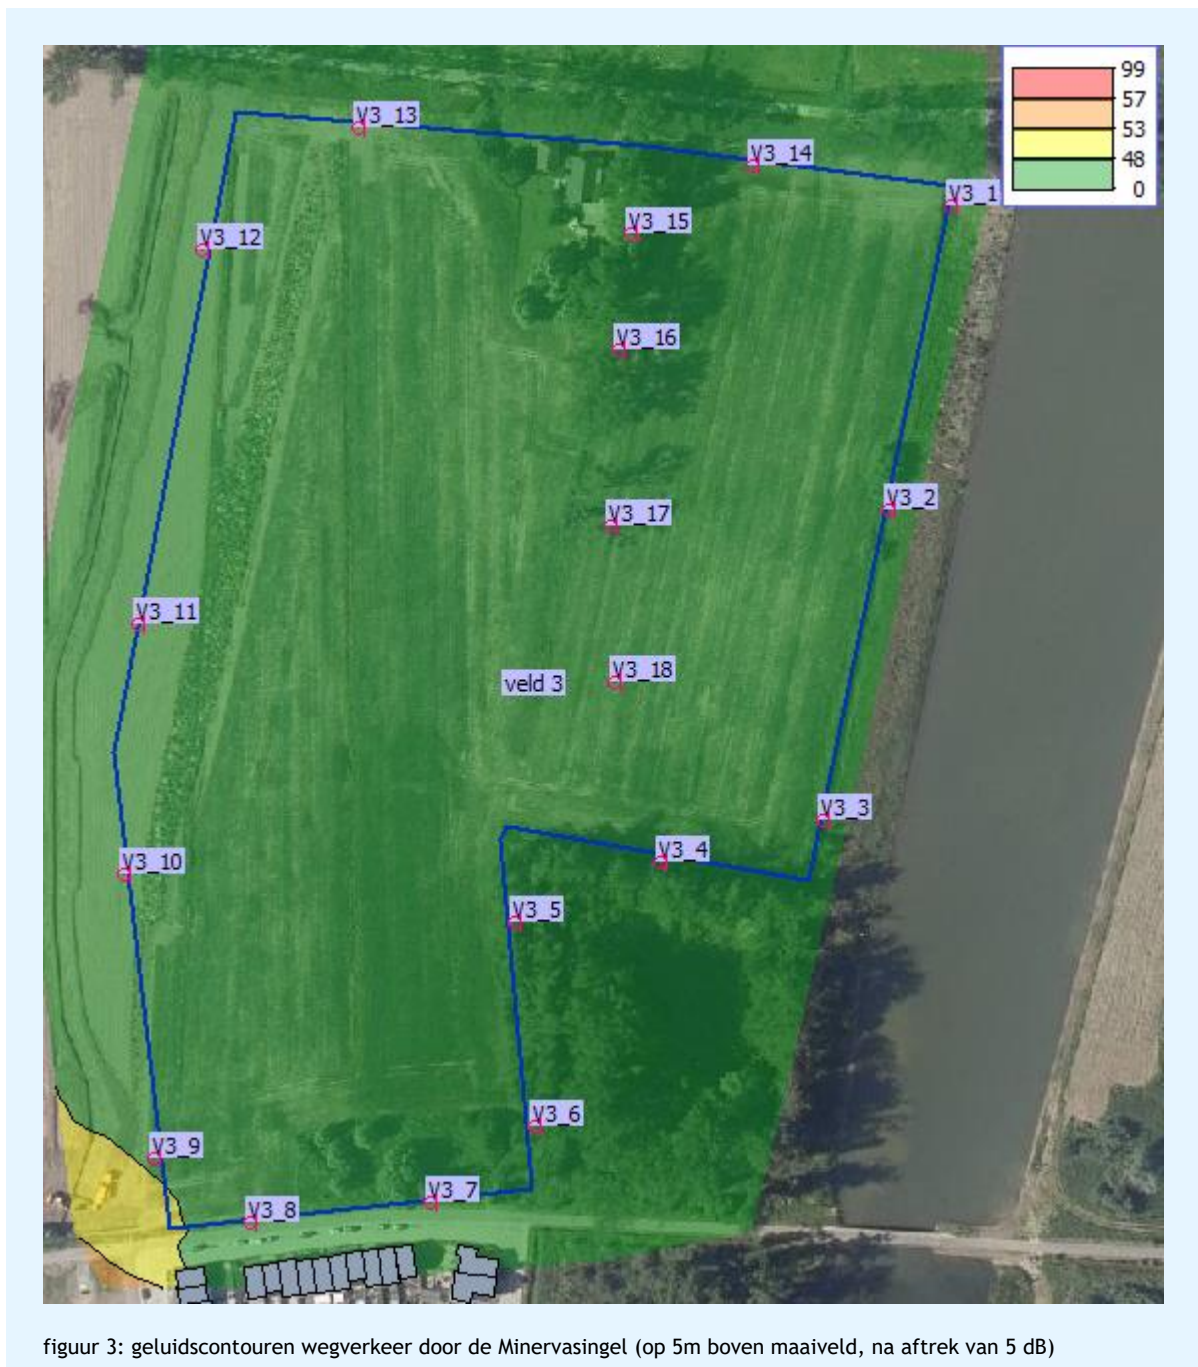 99
57
53
48
0
V3_13
V3_14
V3_1
V3_15
V3_12
V3_16
V3_2
V3_17
V3_11
V3_18
veld 3
V3_3
V3_4
V3_10
V3_5
V3_6
V3_9
V3_7
V3_8
figuur 3: geluidscontouren wegverkeer door de Minervasingel (op 5m boven maaiveld, na aftrek van 5 dB)